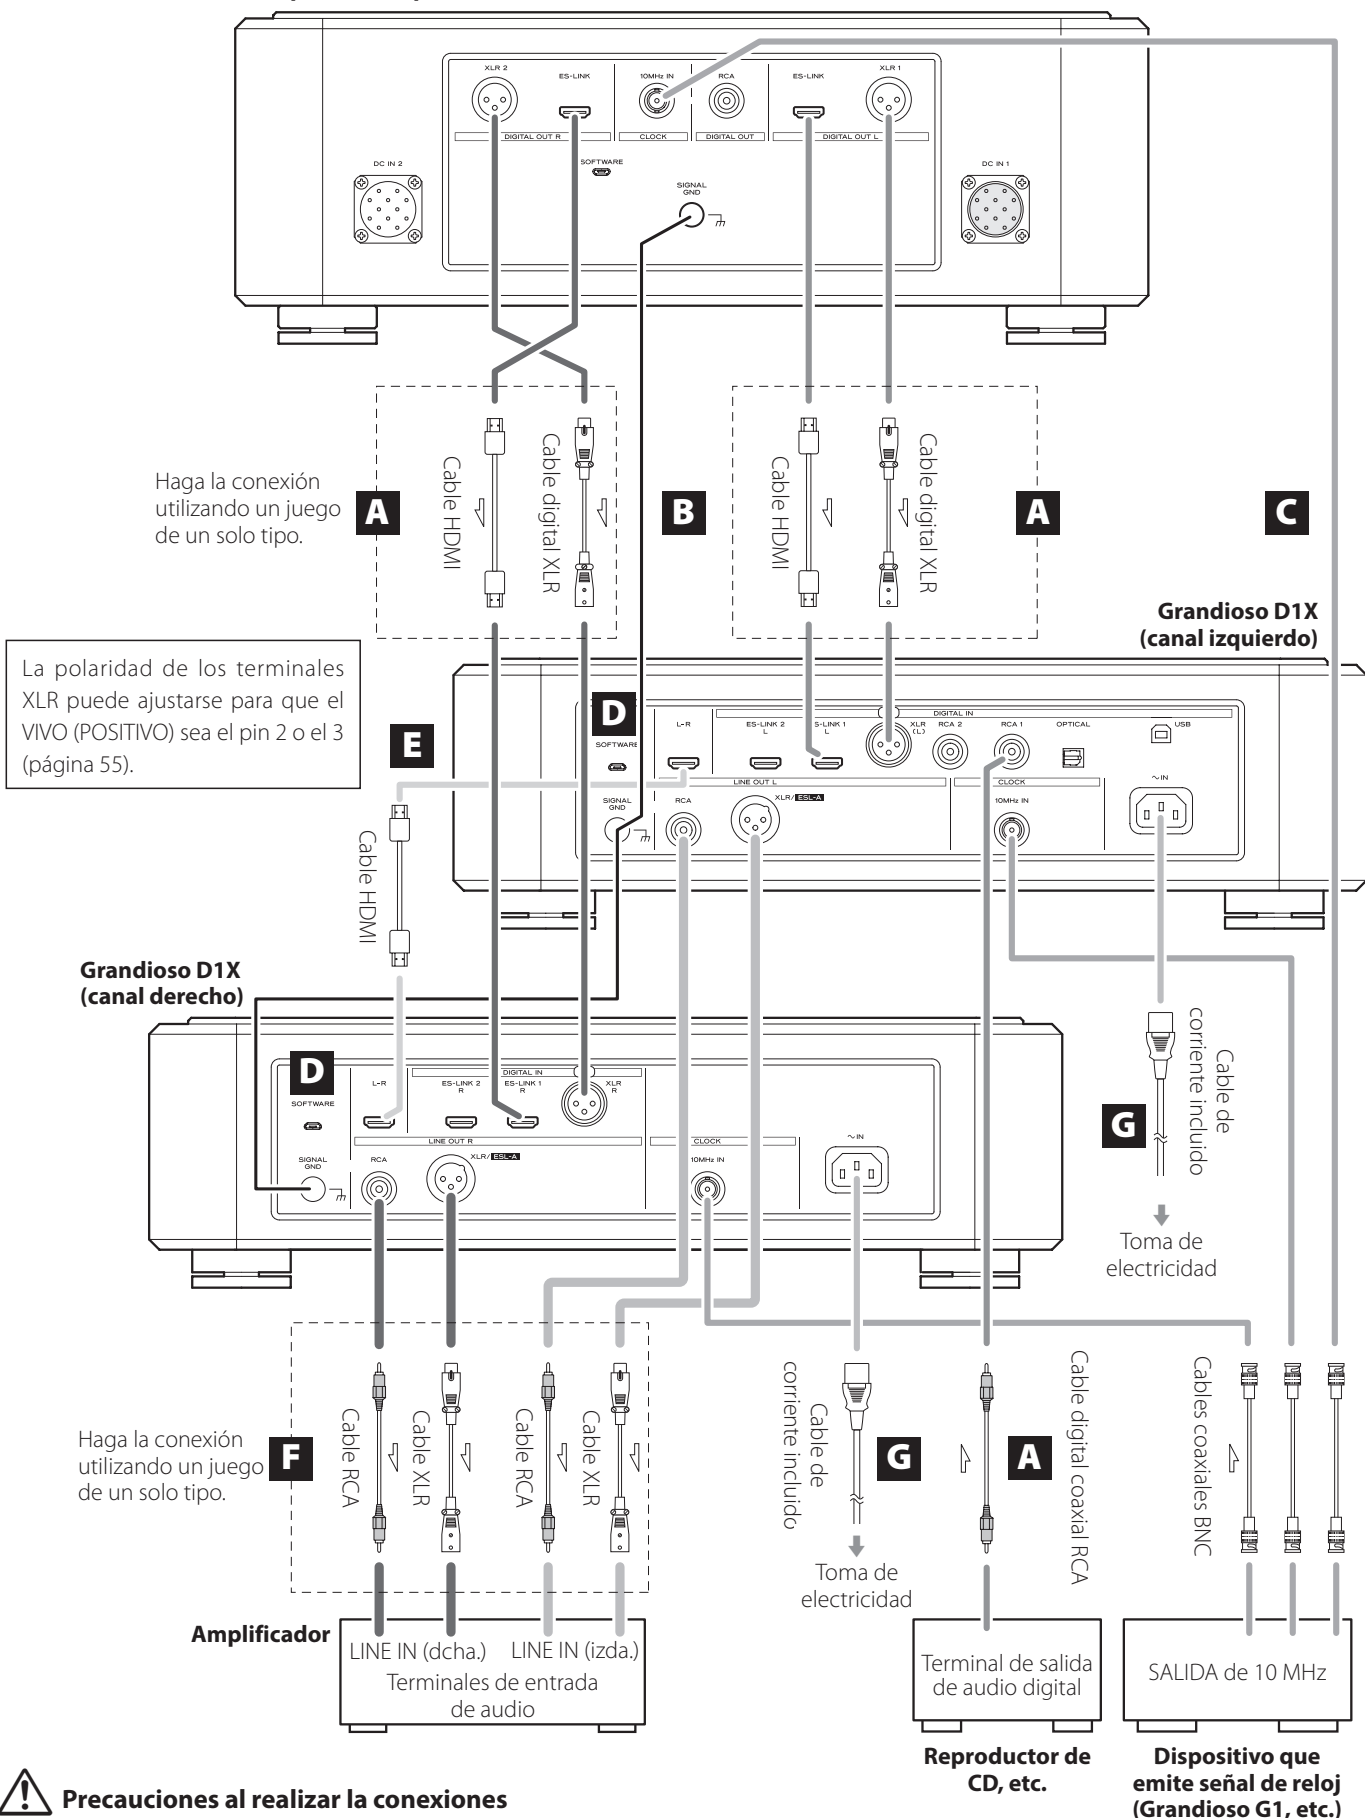 XLR 2
ES-LINK
10MHz IN
RCA
ES-LINK
XLR 1
DIGITAL OUT R
CLOCK
DIGITAL OUT
DIGITAL OUT L
SOFTWARE
DC IN 2
SIGNAL
GND
DC IN 1
Haga la conexión
utilizando un juego
de un solo tipo.
A
Cable HDMI
Cable digital XLR
B
Cable HDMI
Cable digital XLR
A
C
Grandioso D1X
(canal izquierdo)
La polaridad de los terminales
XLR puede ajustarse para que el
VIVO (POSITIVO) sea el pin 2 o el 3
(página 55).
E
Cable HDMI
D
SOFTWARE
L-R
DIGITAL IN
ES-LINK 2
L
S-LINK 1
L
XLR
(L)
RCA 2
RCA 1
OPTICAL
USB
LINE OUT L
CLOCK
SIGNAL
GND
RCA
XLR/ESL-A
10MHz IN
～IN
Grandioso D1X
(canal derecho)
D
SOFTWARE
L-R
DIGITAL IN
ES-LINK 2
R
ES-LINK 1
R
XLR
R
LINE OUT R
CLOCK
SIGNAL
GND
RCA
XLR/ESL-A
10MHz IN
～IN
G
Cable de
corriente incluido
Toma de
electricidad
Haga la conexión
utilizando un juego
de un solo tipo.
F
Cable RCA
Cable XLR
Cable RCA
Cable XLR
Cable de
corriente incluido
G
Toma de
electricidad
A
Cable digital coaxial RCA
Cables coaxiales BNC
Amplificador
LINE IN (dcha.)
LINE IN (izda.)
Terminales de entrada
de audio
Terminal de salida
de audio digital
SALIDA de 10 MHz
Reproductor de
CD, etc.
Dispositivo que
emite señal de reloj
(Grandioso G1, etc.)
Precauciones al realizar la conexiones